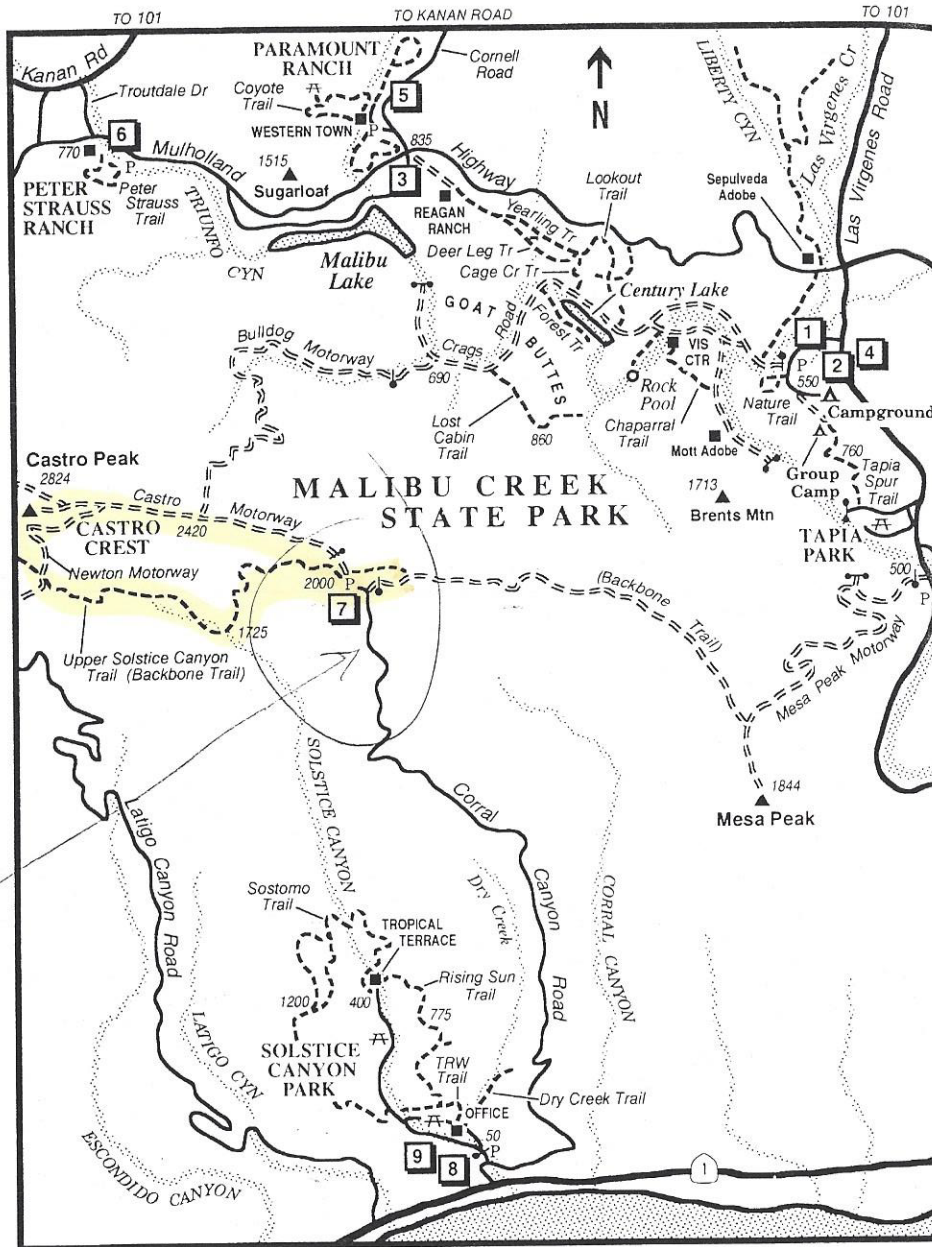 TO 101
TO KANAN ROAD
TO 101
Kanan Rd
Troutdale Dr
PARAMOUNT
RANCH
Coyote
Trail
WESTERN TOWN
P
5
Cornell
Road
N
LIBERTY CYN
Las Virgenes Cr
Las Virgenes Road
6
770
P
PETER
STRAUSS
RANCH
Peter
Strauss
Trail
Mulholland
Highway
1515
Sugarloaf
835
3
REAGAN
RANCH
Yearling Tr
Lookout
Trail
Sepulveda
Adobe
TRIUNFO
CYN
Malibu
Lake
Deer Leg Tr
Cage Cr Tr
Century Lake
Forest Tr
GOAT
BUTTES
Crags
Road
690
Bulldog
Motorway
Lost
Cabin
Trail
860
Rock
Pool
VIS
CTR
Chaparral
Trail
Mott Adobe
1
P
550
2
4
Nature
Trail
Campground
Group
Camp
760
Tapia
Spur
Trail
TAPIA
PARK
Castro Peak
2824
Castro
Motorway
CASTRO
CREST
2420
MALIBU CREEK
STATE PARK
1713
Brents Mtn
Newton Motorway
2000
P
7
1725
Upper Solstice Canyon
Trail (Backbone Trail)
(Backbone
Trail)
500
P
Mesa Peak Motorway
1844
Mesa Peak
SOLSTICE CANYON
Corral
Canyon
Road
Dry Creek
CORRAL CANYON
Latigo Canyon
Road
LATIGO CYN
ESCONDIDO CANYON
Sostomo
Trail
TROPICAL
TERRACE
1200
400
Rising Sun
Trail
775
SOLSTICE
CANYON
PARK
TRW
Trail
OFFICE
Dry Creek Trail
50
P
9
8
1